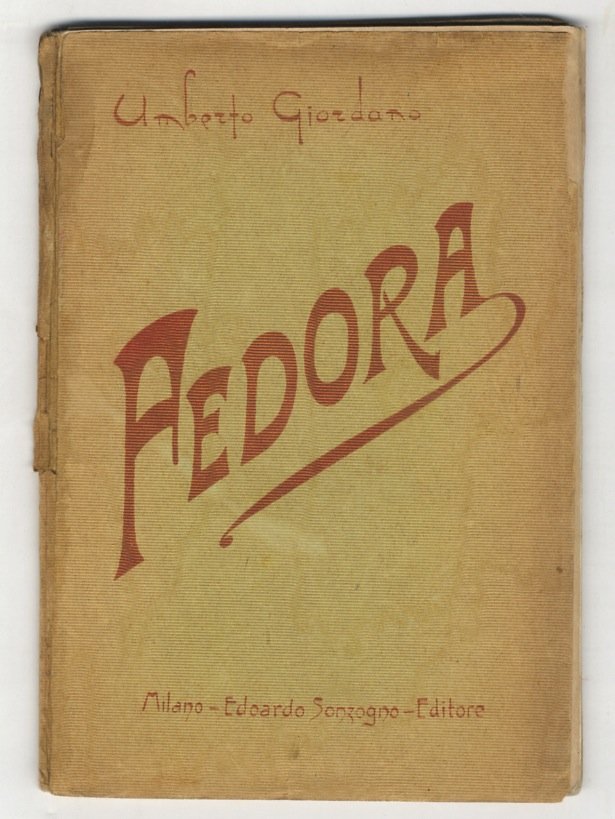 Umberto Giordano
FEDORA
Milano - Edoardo Sonzogno - Editore